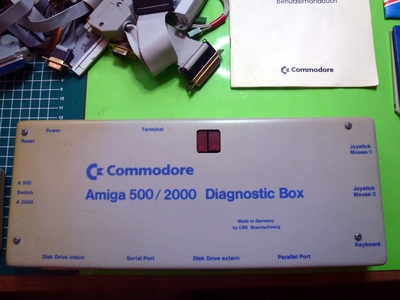 Benutzerhandbuch
Commodore
Reset
Power
Terminal
Commodore
Joystick
Mouse/1
A 500
Switch
A 2000
Amiga 500/2000 Diagnostic Box
Joystick
Mouse/2
Made in Germany
by CBE Braunschweig
Keyboard
Disk Drive intern
Serial Port
Disk Drive extern
Parallel Port